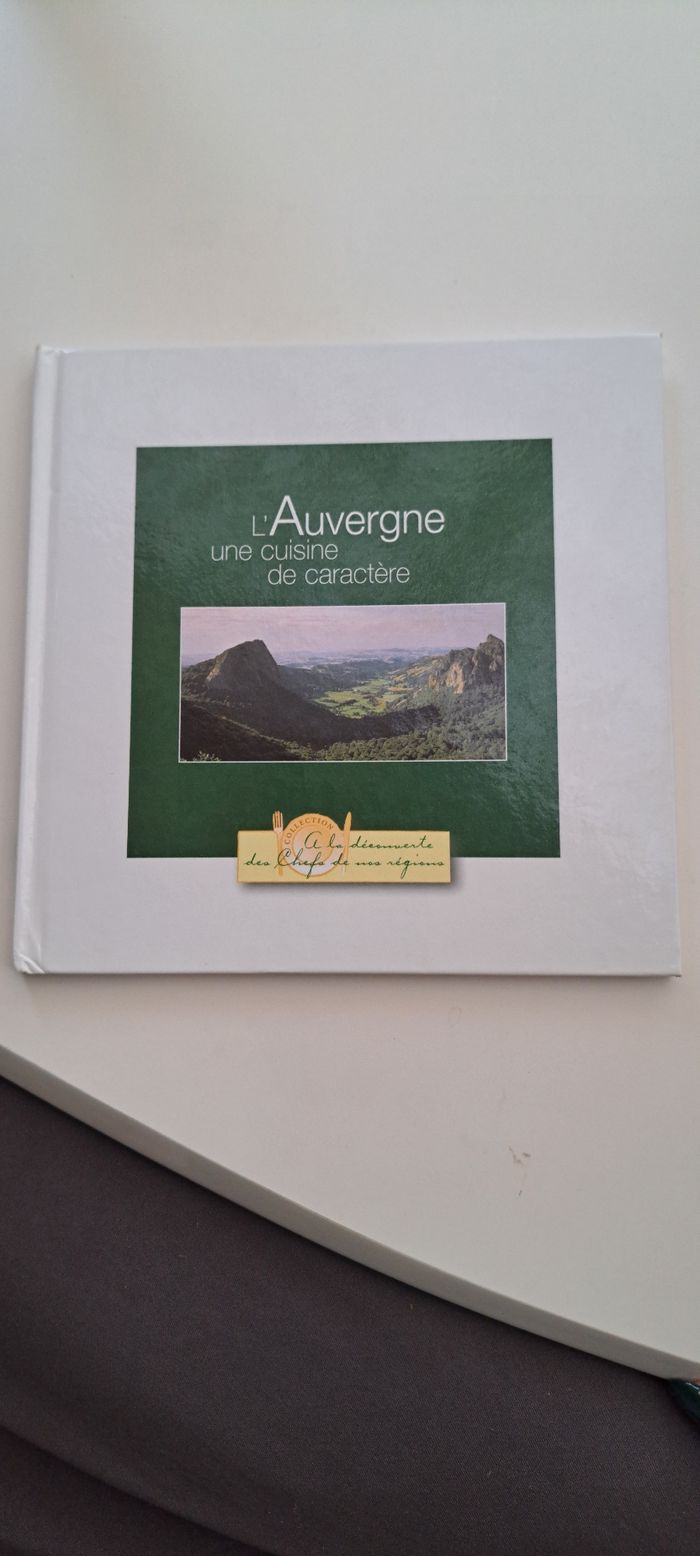 L'Auvergne
une cuisine
de caractère
COLLECTION
A la découverte
des Chefs de nos régions